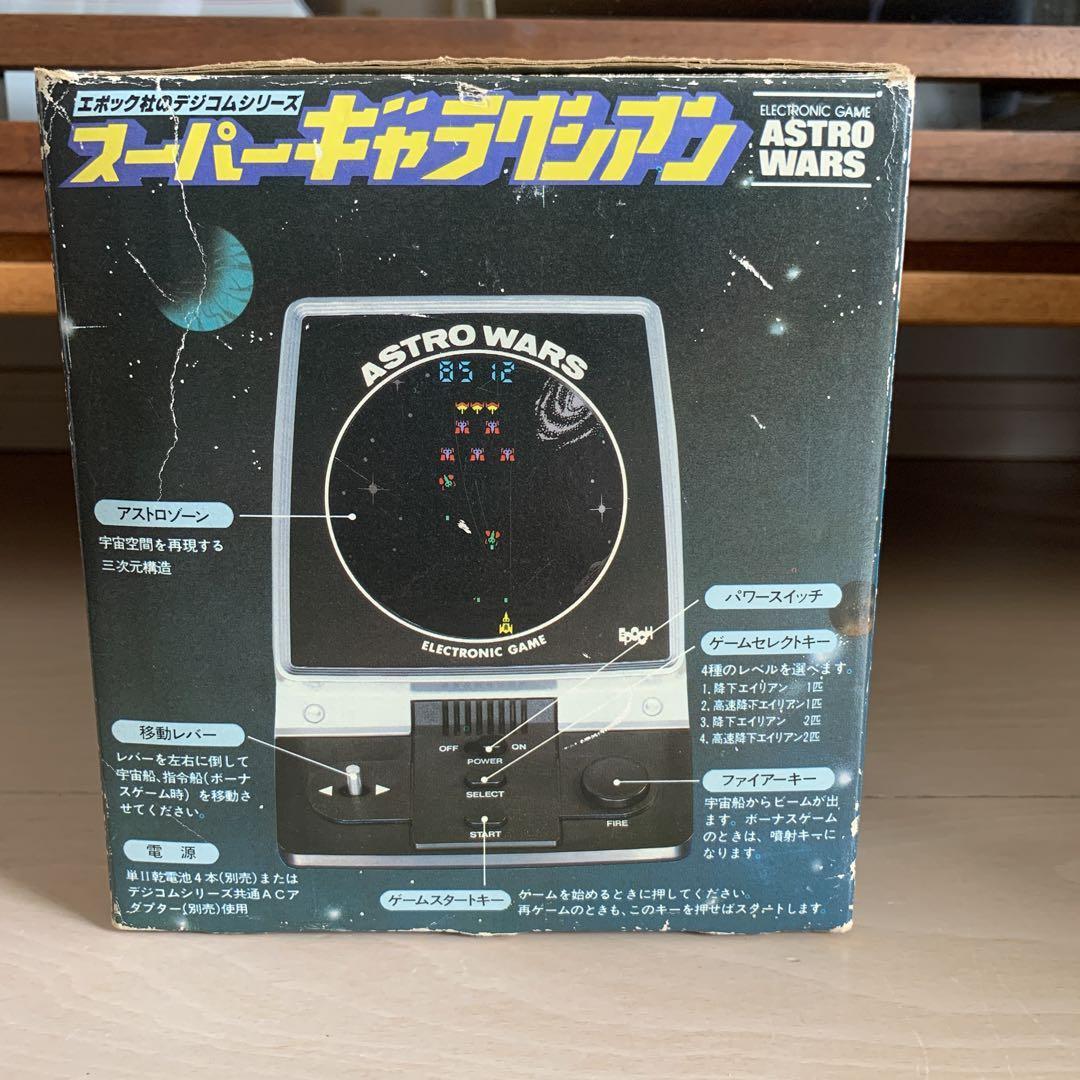 エポック社のデジコムシリーズ
スーパーギャラクシアン
ELECTRONIC GAME
ASTRO
WARS
ASTRO WARS
8512
アストロゾーン
宇宙空間を再現する
三次元構造
ELECTRONIC GAME
EPOCH
パワースイッチ
ゲームセレクトキー
4種のレベルを選べます。
1. 降下エイリアン 1匹
2. 高速降下エイリアン1匹
3. 降下エイリアン 2匹
4. 高速降下エイリアン2匹
移動レバー
レバーを左右に倒して
宇宙船、指令船(ボーナ
スゲーム時)を移動さ
せてください。
OFF ON
POWER
SELECT
START
FIRE
ファイアーキー
宇宙船からビームが出
ます。ボーナスゲーム
のときは、噴射キーに
なります。
電源
単II乾電池4本(別売)または
デジコムシリーズ共通ACア
ダプター(別売)使用
ゲームスタートキー
ゲームを始めるときに押してください。
再ゲームのときも、このキーを押せばスタートします。